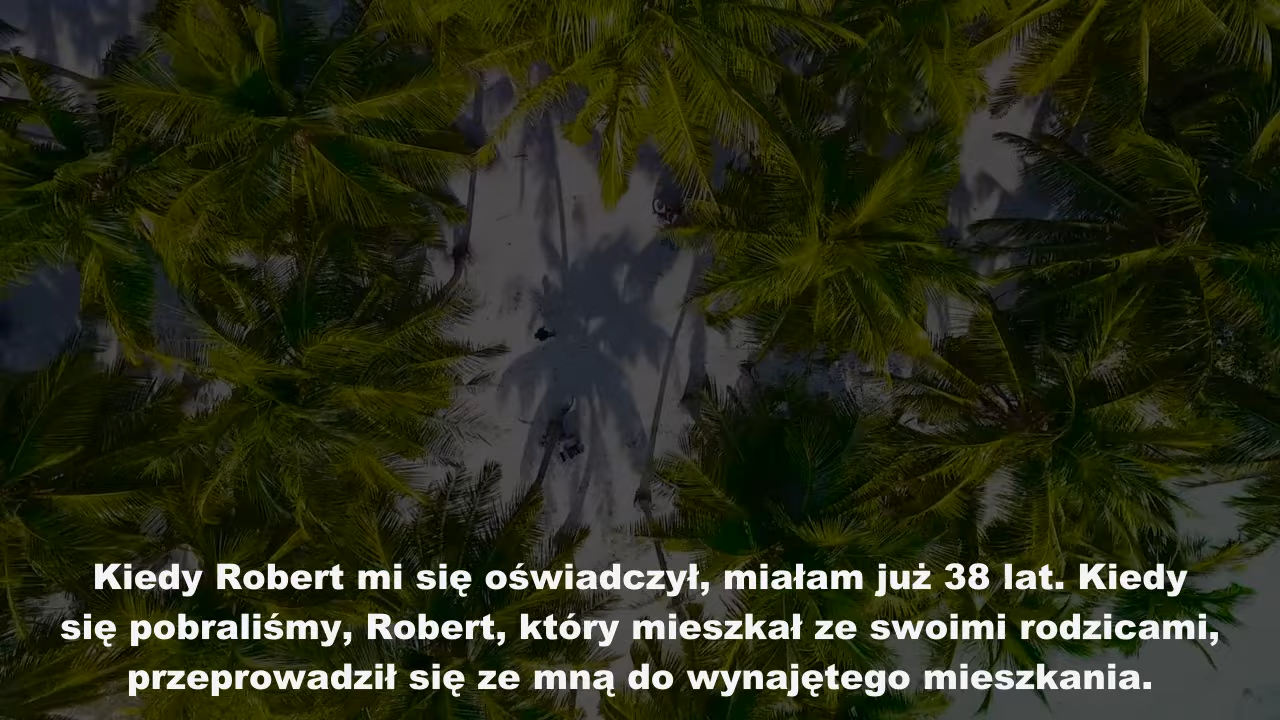 Kiedy Robert mi się oświadczył, miałam już 38 lat. Kiedy
się pobraliśmy, Robert, który mieszkał ze swoimi rodzicami,
przeprowadził się ze mną do wynajętego mieszkania.